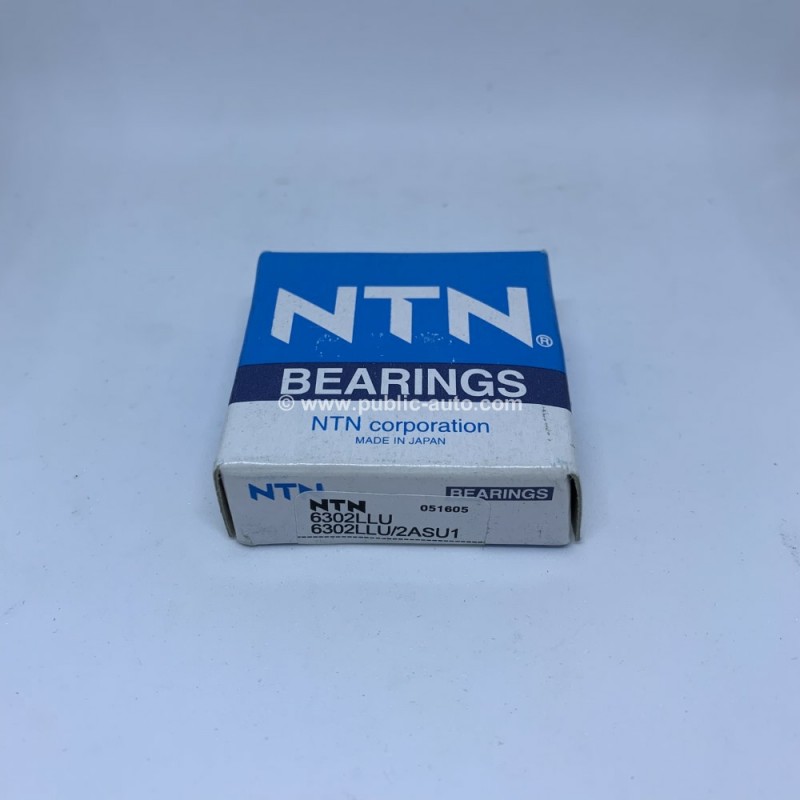 NTN®
BEARINGS
© www.public-auto.com
NTN corporation
MADE IN JAPAN
NTN
BEARINGS
NTN 051605
6302LLU
6302LLU/2ASU1